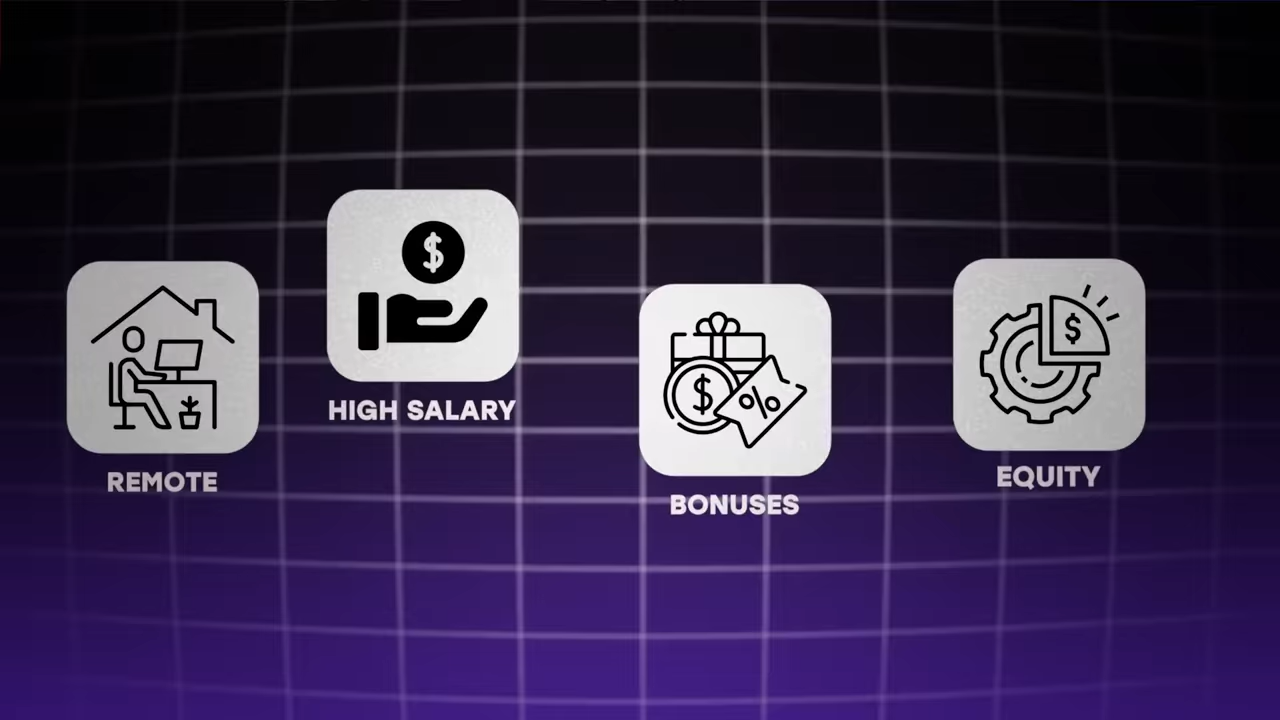 REMOTE
$
HIGH SALARY
$ %
BONUSES
$
EQUITY